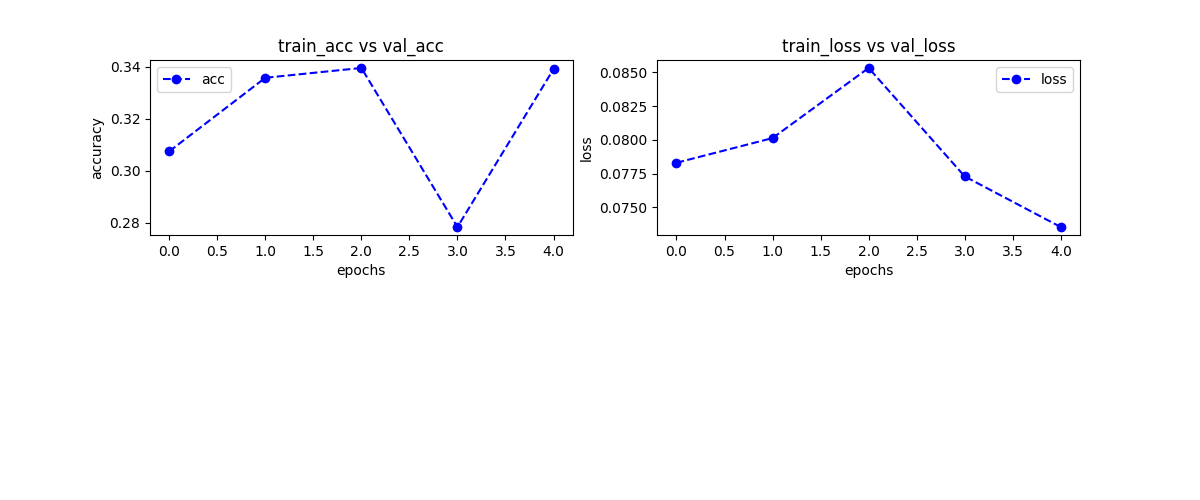 train_acc vs val_acc
0.34
0.32
0.30
0.28
accuracy
acc
0.0 0.5 1.0 1.5 2.0 2.5 3.0 3.5 4.0
epochs
train_loss vs val_loss
0.0850
0.0825
0.0800
0.0775
0.0750
loss
loss
0.0 0.5 1.0 1.5 2.0 2.5 3.0 3.5 4.0
epochs